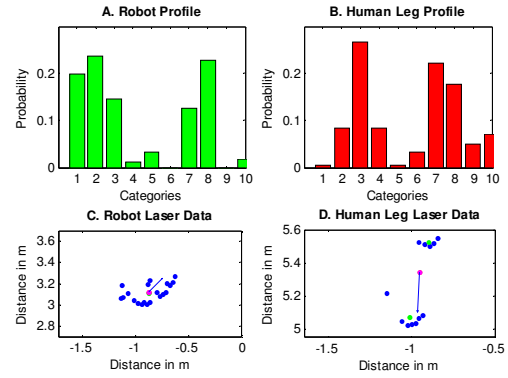 A. Robot Profile
Probability
0.2
0.1
0
1 2 3 4 5 6 7 8 9 10
Categories
B. Human Leg Profile
Probability
0.2
0.1
0
1 2 3 4 5 6 7 8 9 10
Categories
C. Robot Laser Data
Distance in m
3.6
3.4
3.2
3
2.8
-1.5 -1 -0.5 0
Distance in m
D. Human Leg Laser Data
Distance in m
5.6
5.4
5.2
5
-1.5 -1 -0.5
Distance in m